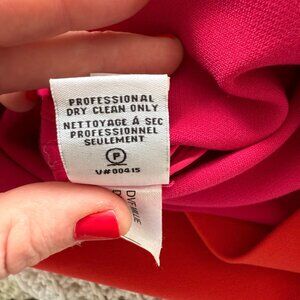 PROFESSIONAL
DRY CLEAN ONLY
NETTOYAGE Á SEC
PROFESSIONNEL
SEULEMENT
P
V#00415